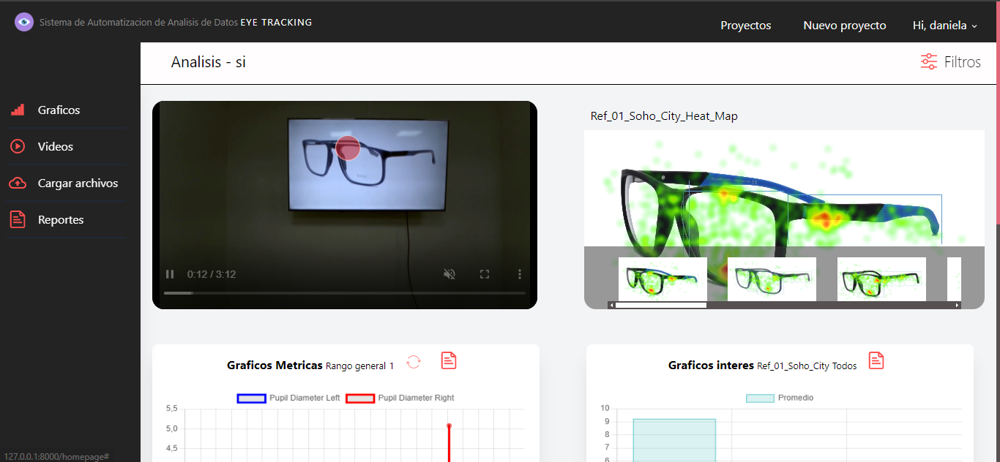 Sistema de Automatizacion de Analisis de Datos EYE TRACKING
Proyectos
Nuevo proyecto
Hi, daniela
Analisis - si
Filtros
Graficos
Videos
Cargar archivos
Reportes
0:12 / 3:12
Ref_01_Soho_City_Heat_Map
Graficos Metricas Rango general 1
Pupil Diameter Left
Pupil Diameter Right
5,5
5,0
4,5
Graficos interes Ref_01_Soho_City Todos
Promedio
10
9
8
7
6
127.0.0.1:8000/homepage#